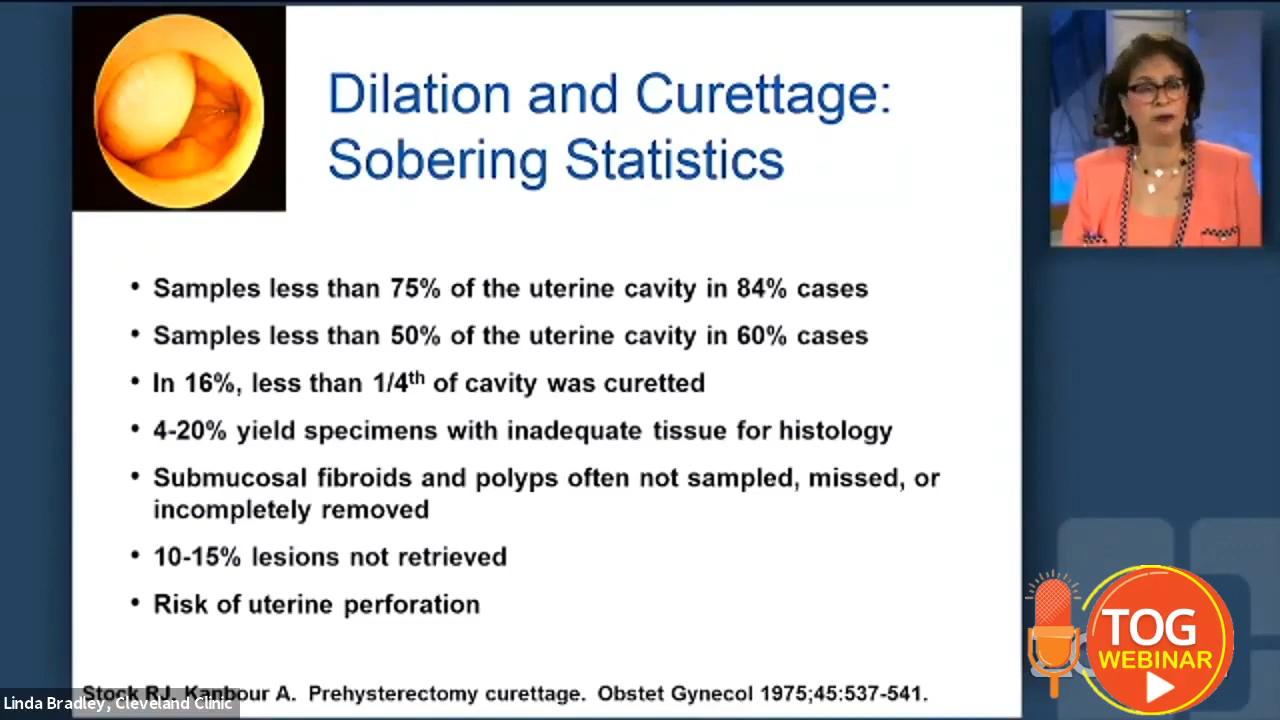 Dilation and Curettage:
Sobering Statistics
• Samples less than 75% of the uterine cavity in 84% cases
• Samples less than 50% of the uterine cavity in 60% cases
• In 16%, less than 1/4th of cavity was curetted
• 4-20% yield specimens with inadequate tissue for histology
• Submucosal fibroids and polyps often not sampled, missed, or
incompletely removed
• 10-15% lesions not retrieved
• Risk of uterine perforation
Stock RJ, Kanbour A. Prehysterectomy curettage. Obstet Gynecol 1975;45:537-541.
Linda Bradley, Cleveland Clinic
TOG
WEBINAR